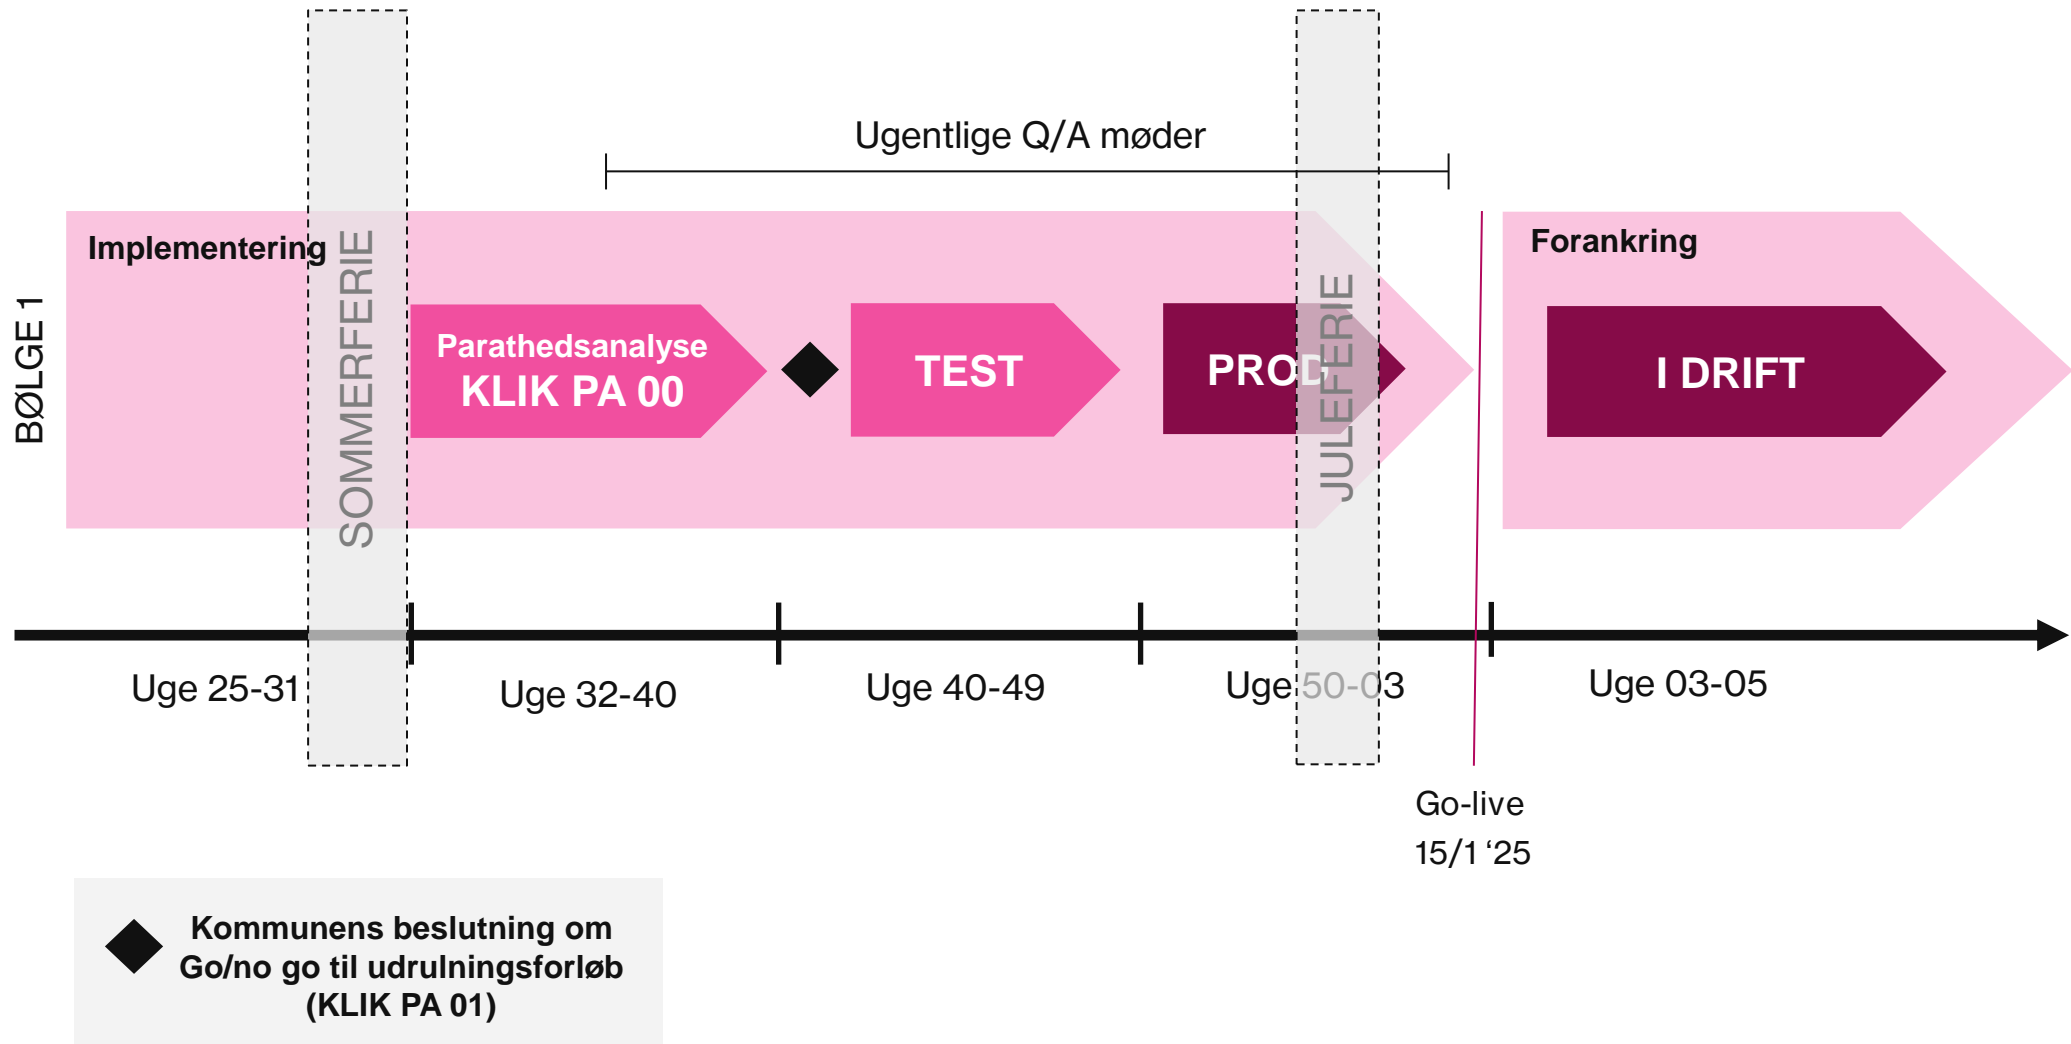 Ugentlige Q/A møder
BØLGE 1
Implementering
SOMMERFERIE
Parathedsanalyse
KLIK PA 00
TEST
PROD
JULEFERIE
Forankring
I DRIFT
Uge 25-31
Uge 32-40
Uge 40-49
Uge 50-03
Uge 03-05
Go-live
15/1 ‘25
Kommunens beslutning om
Go/no go til udrulningsforløb
(KLIK PA 01)